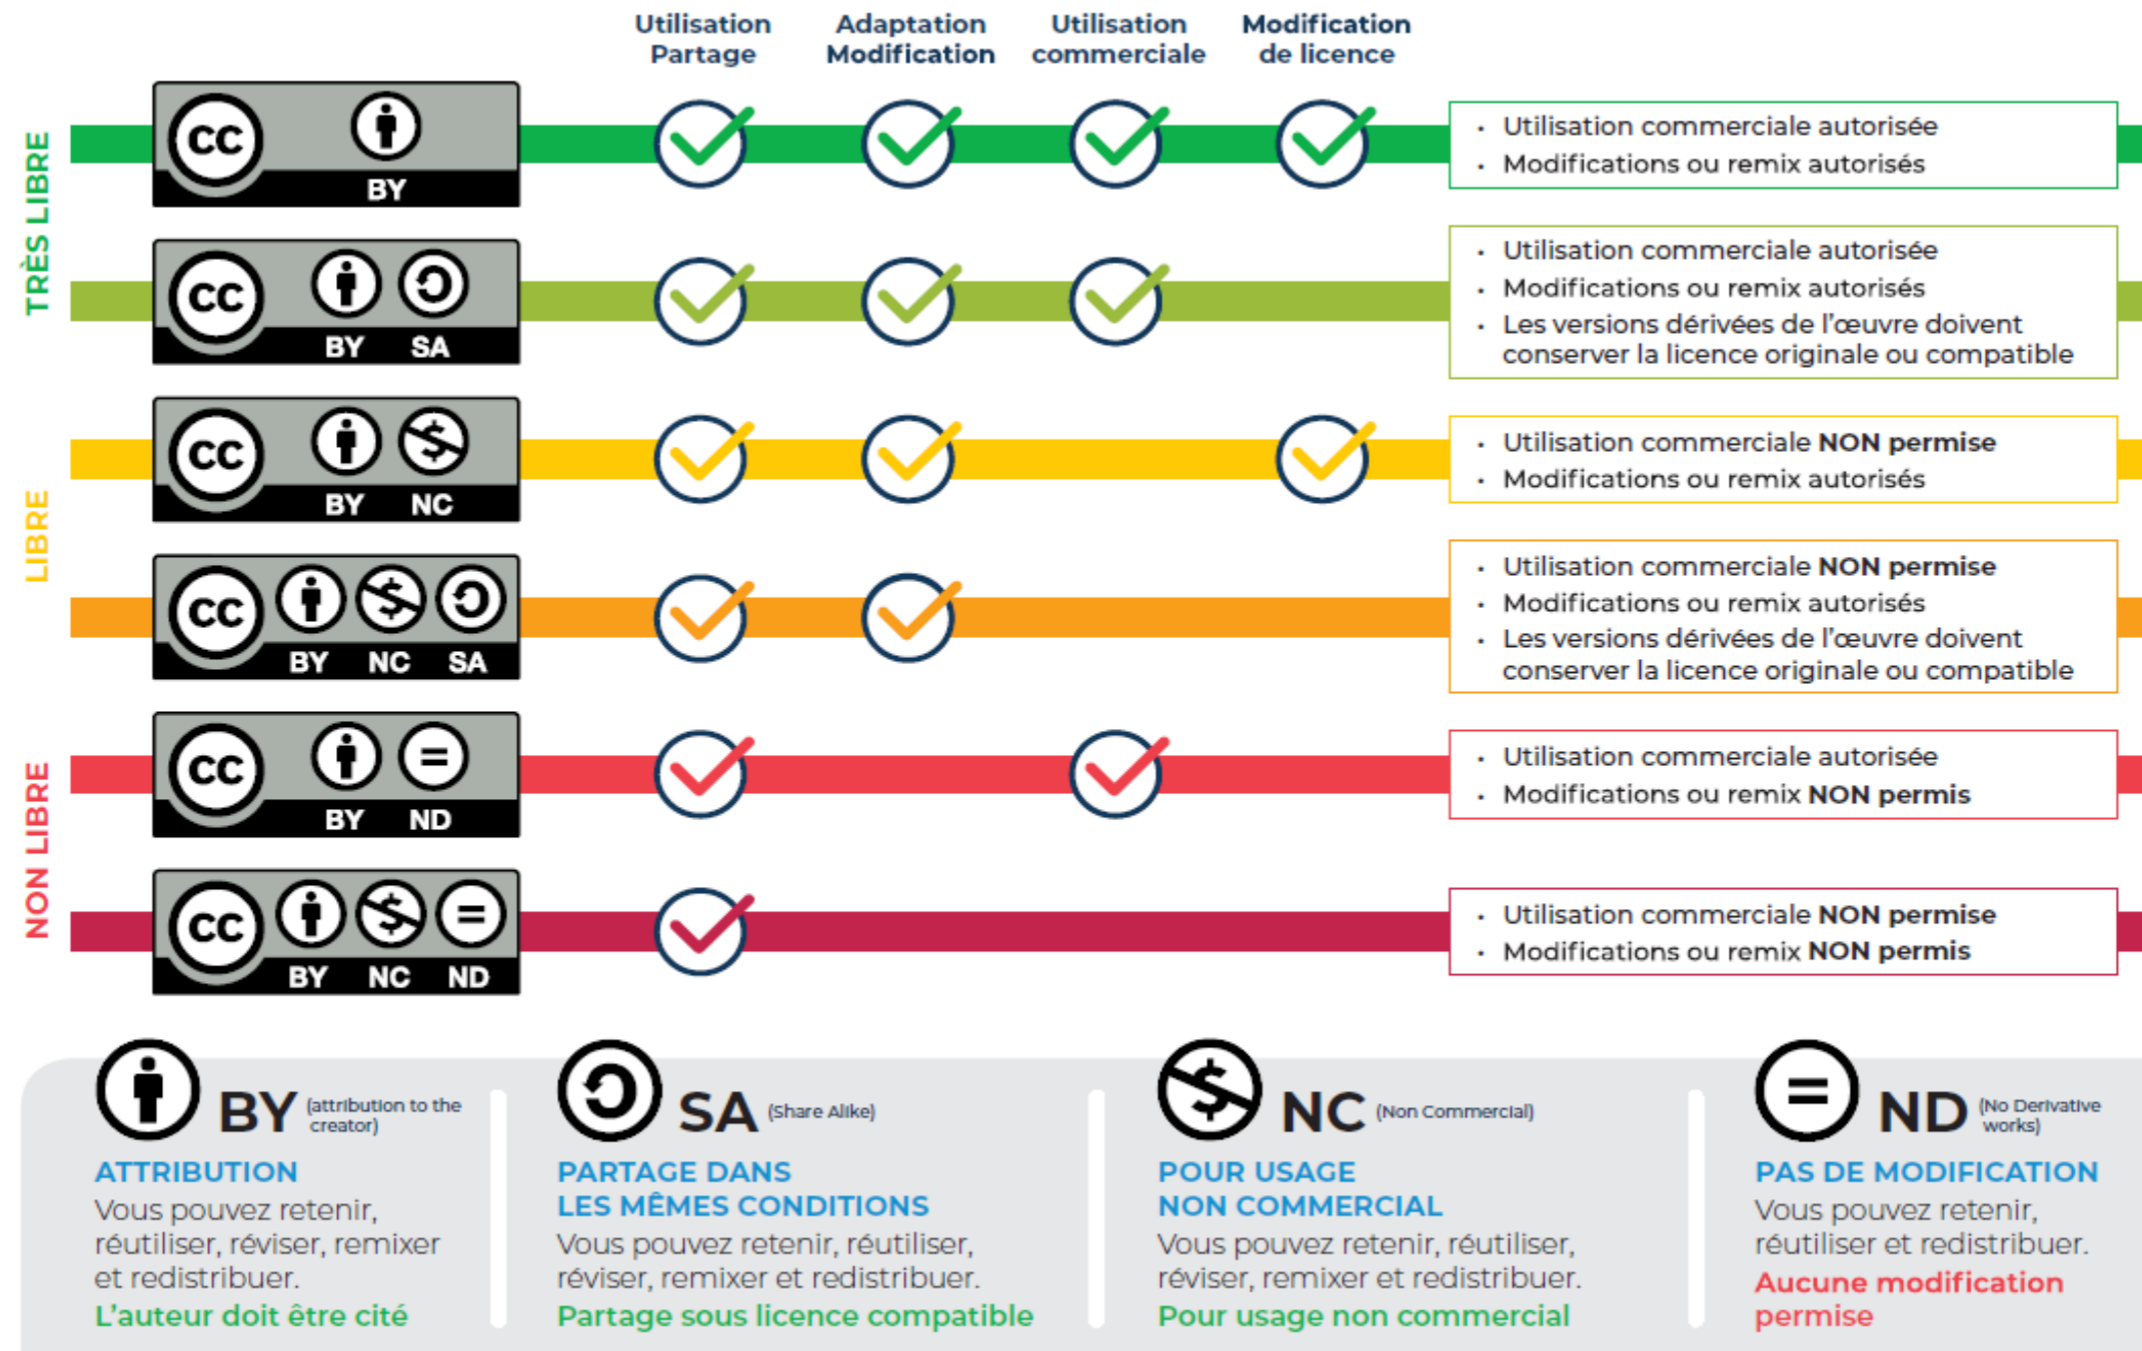 Utilisation
Partage
Adaptation
Modification
Utilisation
commerciale
Modification
de licence
TRÈS LIBRE
cc
BY
• Utilisation commerciale autorisée
• Modifications ou remix autorisés
cc
BY SA
• Utilisation commerciale autorisée
• Modifications ou remix autorisés
• Les versions dérivées de l'œuvre doivent
conserver la licence originale ou compatible
LIBRE
cc
BY NC
• Utilisation commerciale NON permise
• Modifications ou remix autorisés
cc
BY NC SA
• Utilisation commerciale NON permise
• Modifications ou remix autorisés
• Les versions dérivées de l'œuvre doivent
conserver la licence originale ou compatible
NON LIBRE
cc
BY ND
• Utilisation commerciale autorisée
• Modifications ou remix NON permis
cc
BY NC ND
• Utilisation commerciale NON permise
• Modifications ou remix NON permis
BY (attribution to the
creator)
ATTRIBUTION
Vous pouvez retenir,
réutiliser, réviser, remixer
et redistribuer.
L'auteur doit être cité
SA (Share Alike)
PARTAGE DANS
LES MÊMES CONDITIONS
Vous pouvez retenir, réutiliser,
réviser, remixer et redistribuer.
Partage sous licence compatible
NC (Non Commercial)
POUR USAGE
NON COMMERCIAL
Vous pouvez retenir, réutiliser,
réviser, remixer et redistribuer.
Pour usage non commercial
ND (No Derivative
works)
PAS DE MODIFICATION
Vous pouvez retenir,
réutiliser et redistribuer.
Aucune modification
permise